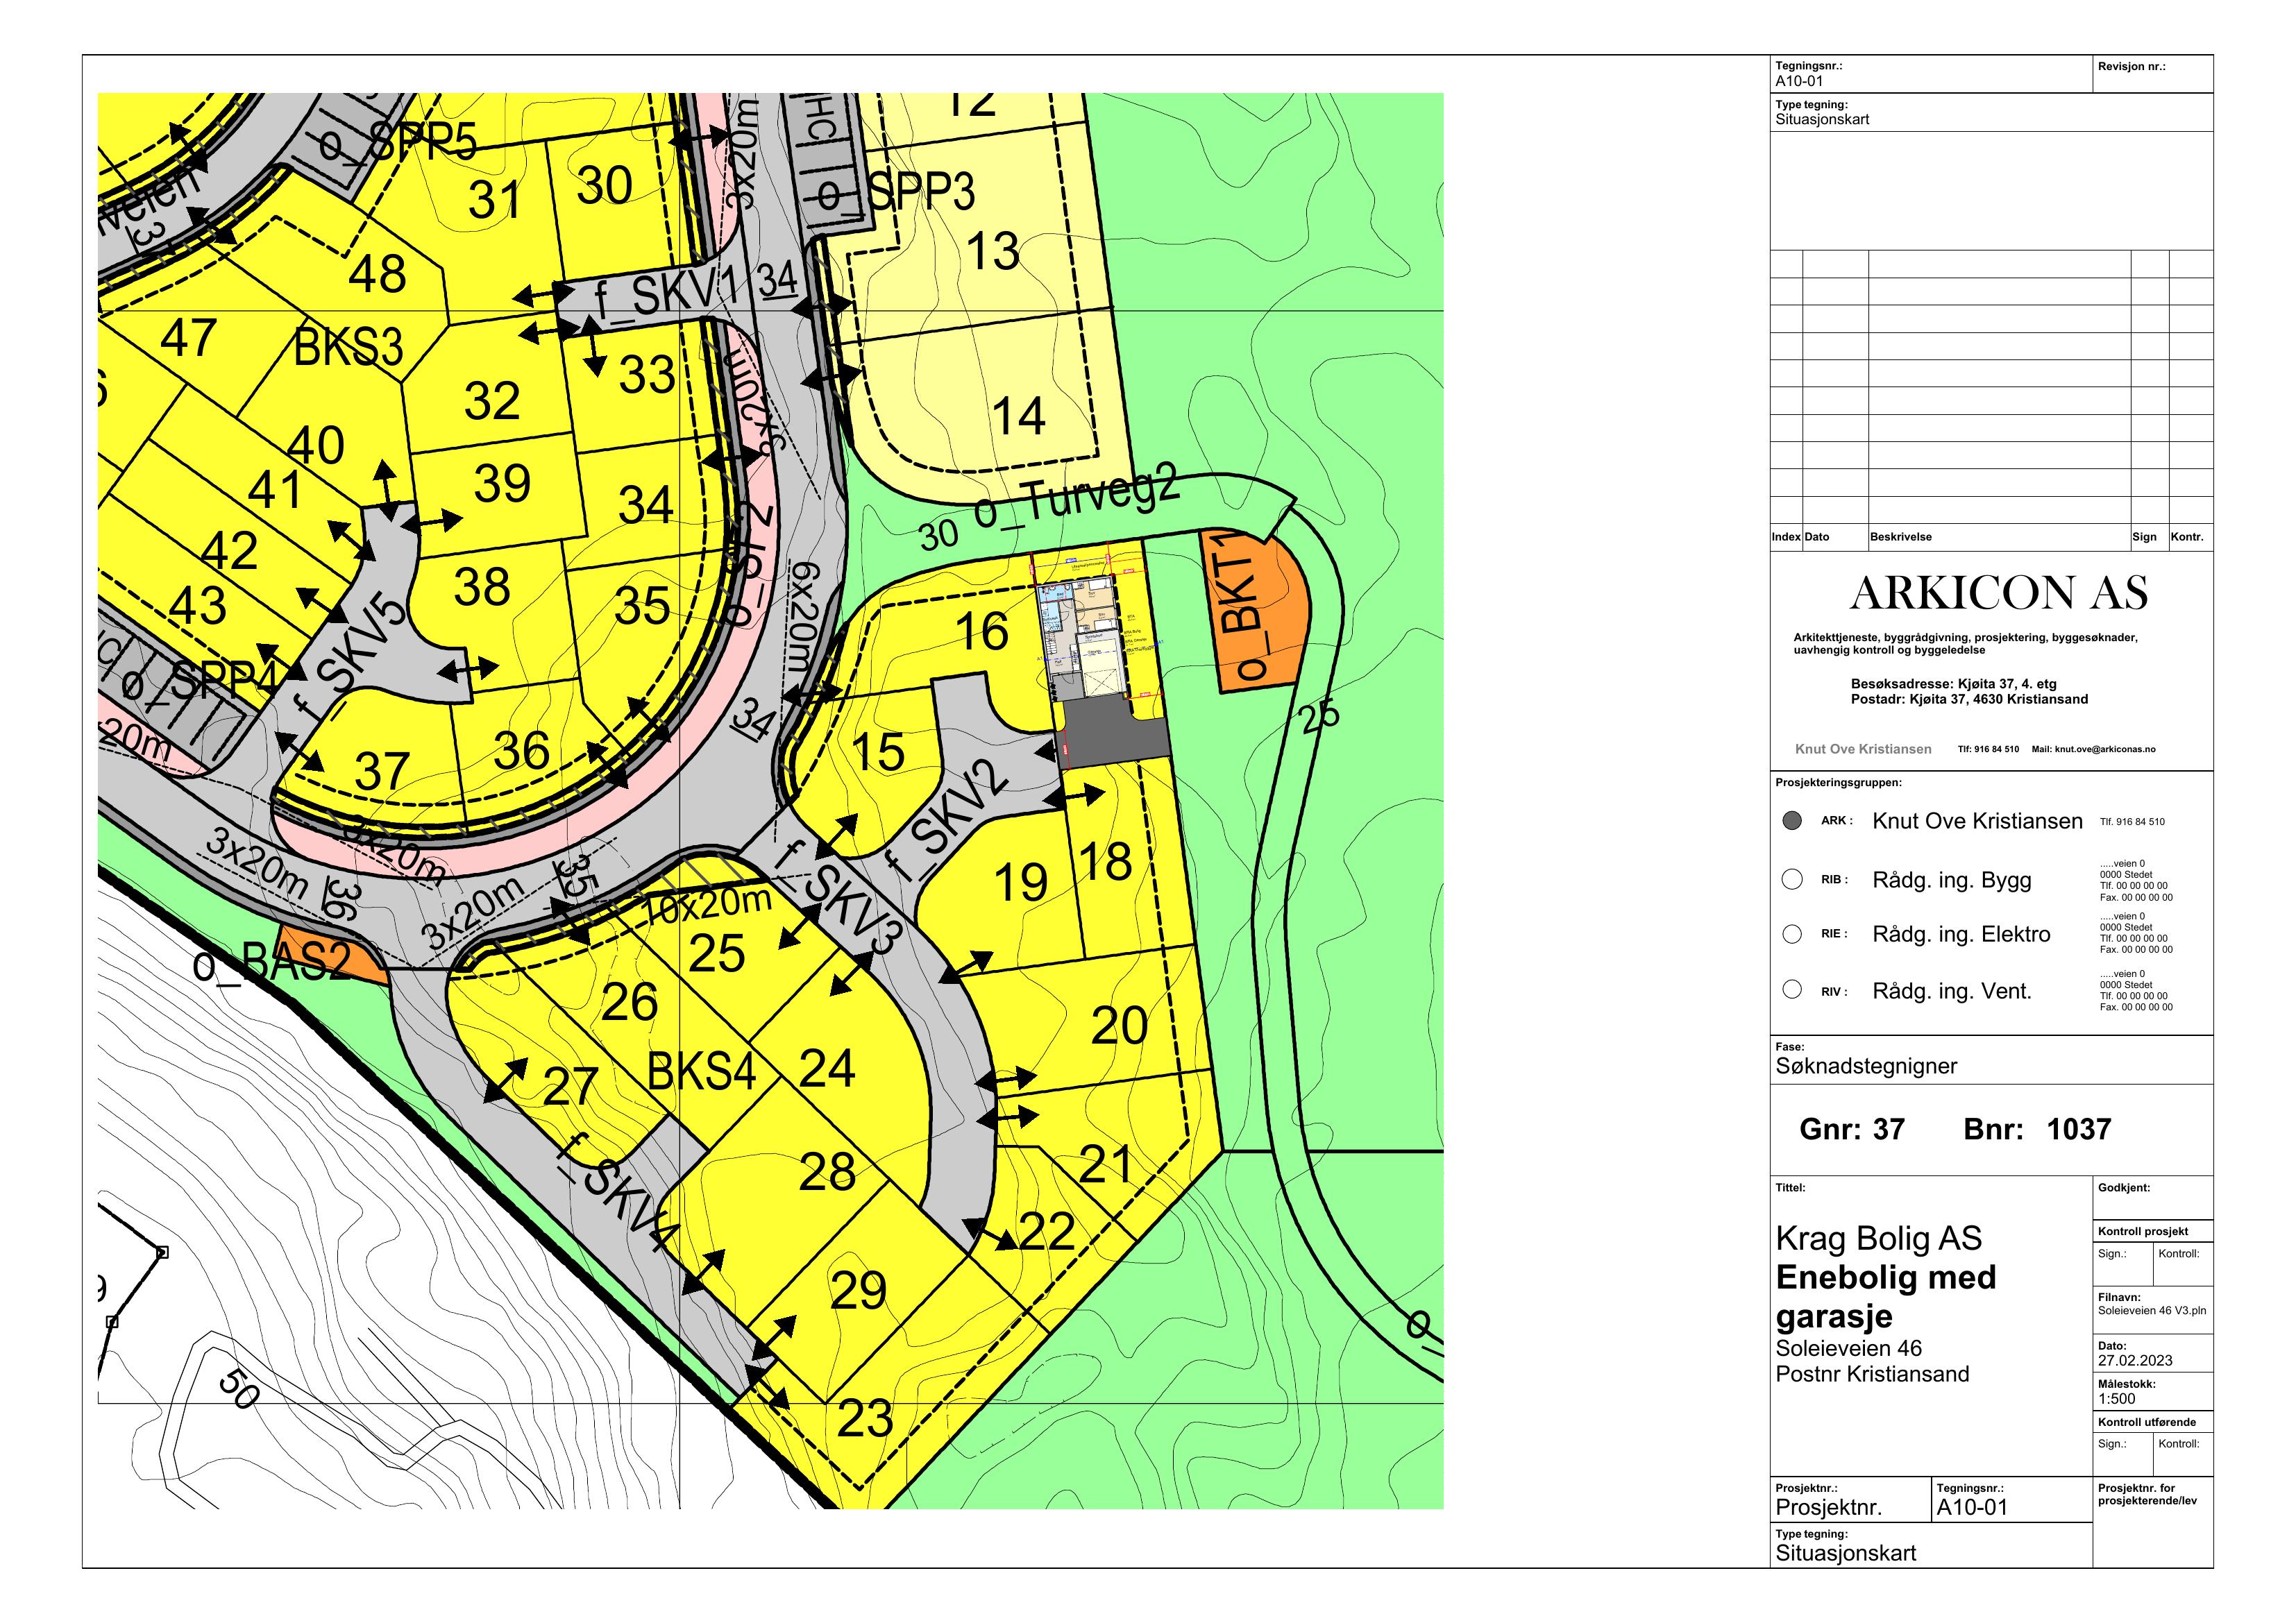 12
HC
o_SPP5
3x20m
31
30
o_SPP3
veien
3
13
48
f_SKV1
34
47
BKS3
33
32
3x20m
14
40
39
41
34
o_Turveg2
30
42
38
o_ST2
6x20m
43
35
16
o_BKT1
f_SKV5
o_SPP4
34
25
20m
37
36
15
f_SKV2
3x20m
3x20m
36
3x20m
35
10x20m
f_SKV3
19
18
o_BAS2
25
26
20
27
BKS4
24
f_SKV4
28
21
22
29
23
50
9
Tegningsnr.:
A10-01
Revisjon nr.:
Type tegning:
Situasjonskart
Index Dato Beskrivelse Sign Kontr.
ARKICON AS
Arkitekttjeneste, byggrådgivning, prosjektering, byggesøknader,
uavhengig kontroll og byggeledelse
Besøksadresse: Kjøita 37, 4. etg
Postadr: Kjøita 37, 4630 Kristiansand
Knut Ove Kristiansen Tlf: 916 84 510 Mail: knut.ove@arkiconas.no
Prosjekteringsgruppen:
ARK : Knut Ove Kristiansen Tlf. 916 84 510
RIB : Rådg. ing. Bygg
.....veien 0
0000 Stedet
Tlf. 00 00 00 00
Fax. 00 00 00 00
RIE : Rådg. ing. Elektro
.....veien 0
0000 Stedet
Tlf. 00 00 00 00
Fax. 00 00 00 00
RIV : Rådg. ing. Vent.
.....veien 0
0000 Stedet
Tlf. 00 00 00 00
Fax. 00 00 00 00
Fase:
Søknadstegnigner
Gnr: 37 Bnr: 1037
Tittel:
Krag Bolig AS
Enebolig med
garasje
Soleieveien 46
Postnr Kristiansand
Godkjent:
Kontroll prosjekt
Sign.: Kontroll:
Filnavn:
Soleieveien 46 V3.pln
Dato:
27.02.2023
Målestokk:
1:500
Kontroll utførende
Sign.: Kontroll:
Prosjektnr.:
Prosjektnr.
Tegningsnr.:
A10-01
Prosjektnr. for
prosjekterende/lev
Type tegning:
Situasjonskart